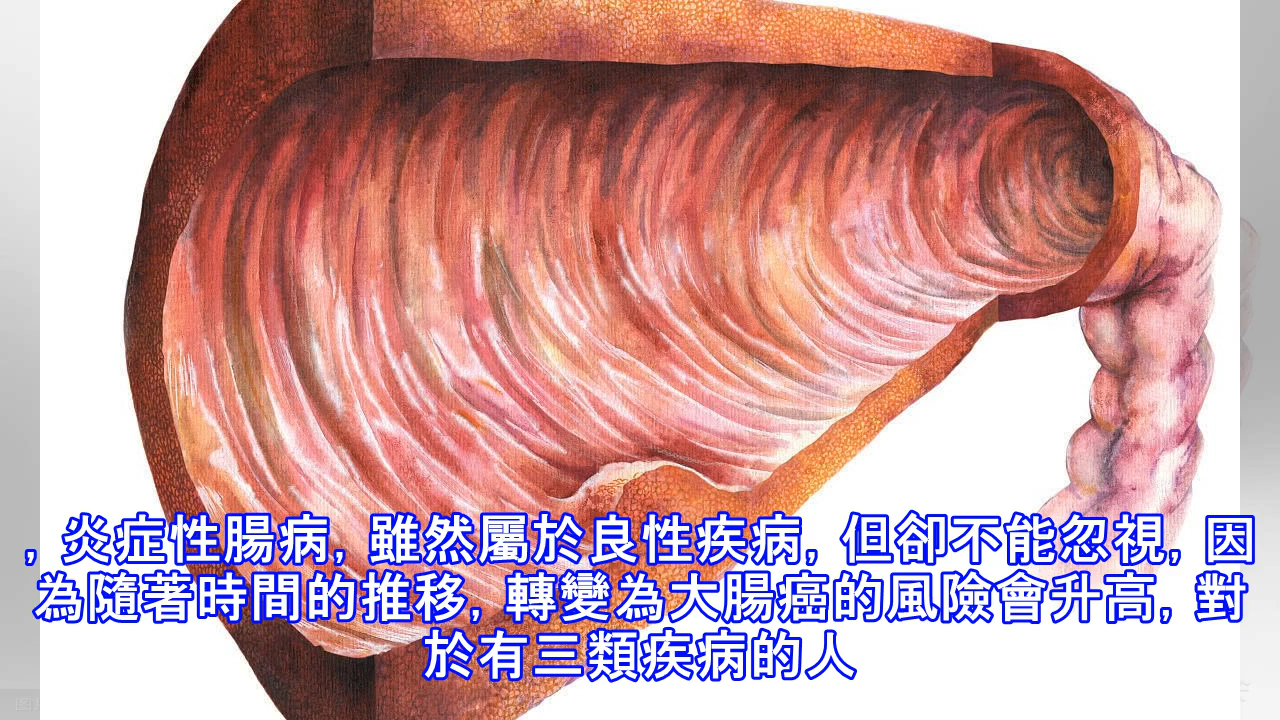 , 炎症性腸病, 雖然屬於良性疾病, 但卻不能忽視, 因
為隨著時間的推移, 轉變為大腸癌的風險會升高, 對
於有三類疾病的人